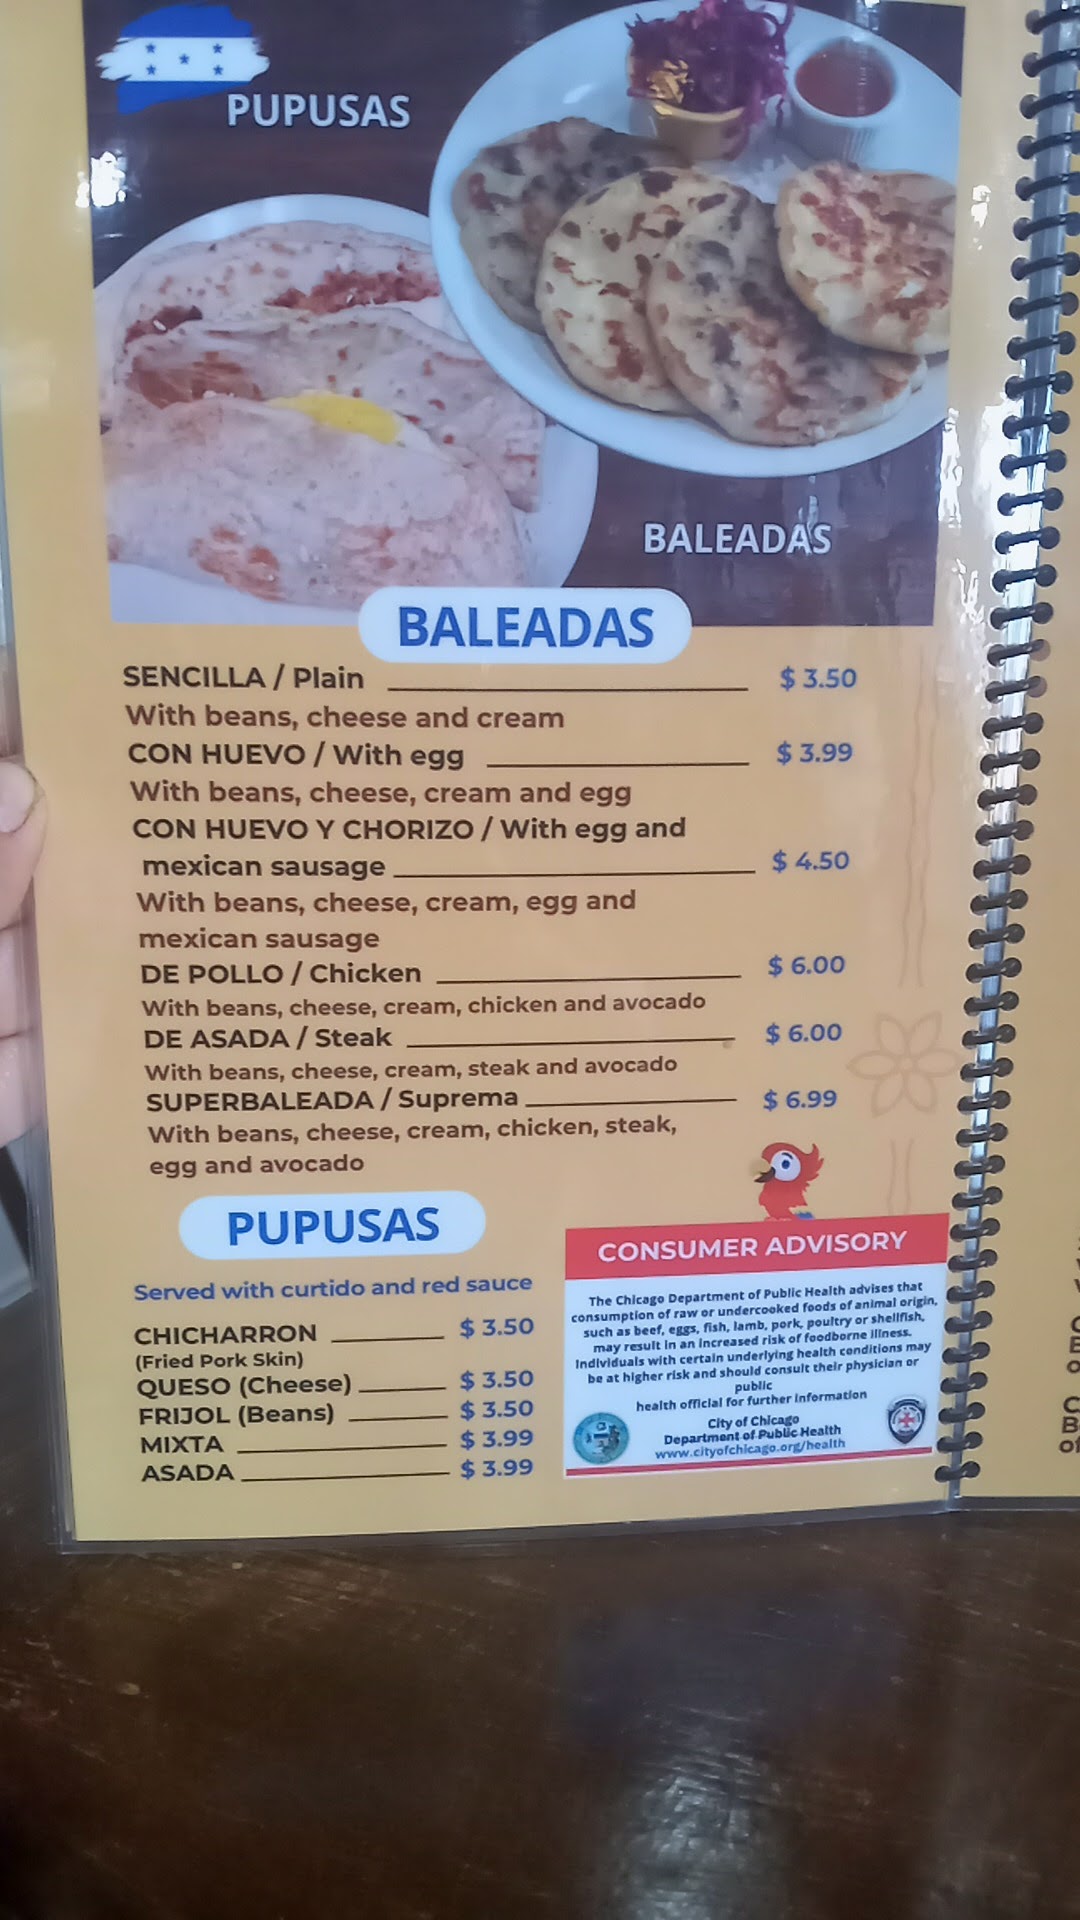 PUPUSAS
BALEADAS
BALEADAS
SENCILLA / Plain $ 3.50
With beans, cheese and cream
CON HUEVO / With egg $ 3.99
With beans, cheese, cream and egg
CON HUEVO Y CHORIZO / With egg and
mexican sausage $ 4.50
With beans, cheese, cream, egg and
mexican sausage
DE POLLO / Chicken $ 6.00
With beans, cheese, cream, chicken and avocado
DE ASADA / Steak $ 6.00
With beans, cheese, cream, steak and avocado
SUPERBALEADA / Suprema $ 6.99
With beans, cheese, cream, chicken, steak,
egg and avocado
PUPUSAS
Served with curtido and red sauce
CHICHARRON $ 3.50
(Fried Pork Skin)
QUESO (Cheese) $ 3.50
FRIJOL (Beans) $ 3.50
MIXTA $ 3.99
ASADA $ 3.99
CONSUMER ADVISORY
The Chicago Department of Public Health advises that
consumption of raw or undercooked foods of animal origin,
such as beef, eggs, fish, lamb, pork, poultry or shellfish,
may result in an increased risk of foodborne illness.
Individuals with certain underlying health conditions may
be at higher risk and should consult their physician or
public
health official for further information
City of Chicago
Department of Public Health
www.cityofchicago.org/health